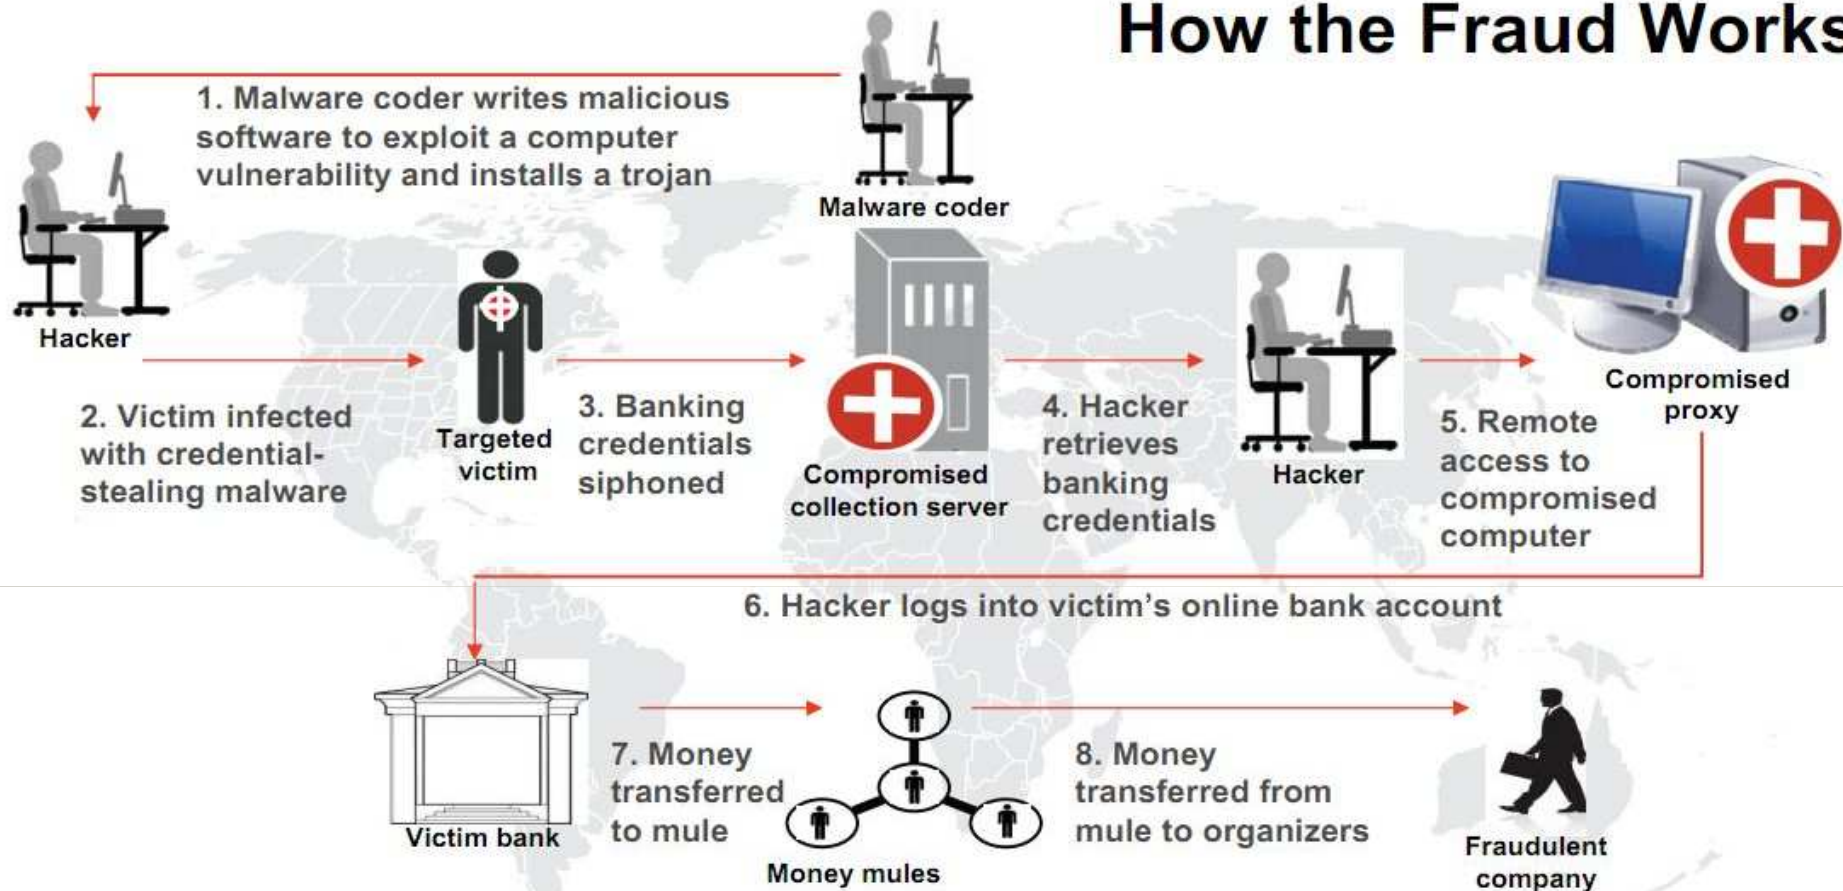 How the Fraud Works
1. Malware coder writes malicious
software to exploit a computer
vulnerability and installs a trojan
Malware coder
Hacker
2. Victim infected
with credential-
stealing malware
Targeted
victim
3. Banking
credentials
siphoned
Compromised
collection server
4. Hacker
retrieves
banking
credentials
Hacker
5. Remote
access to
compromised
computer
Compromised
proxy
6. Hacker logs into victim's online bank account
Victim bank
7. Money
transferred
to mule
Money mules
8. Money
transferred from
mule to organizers
Fraudulent
company